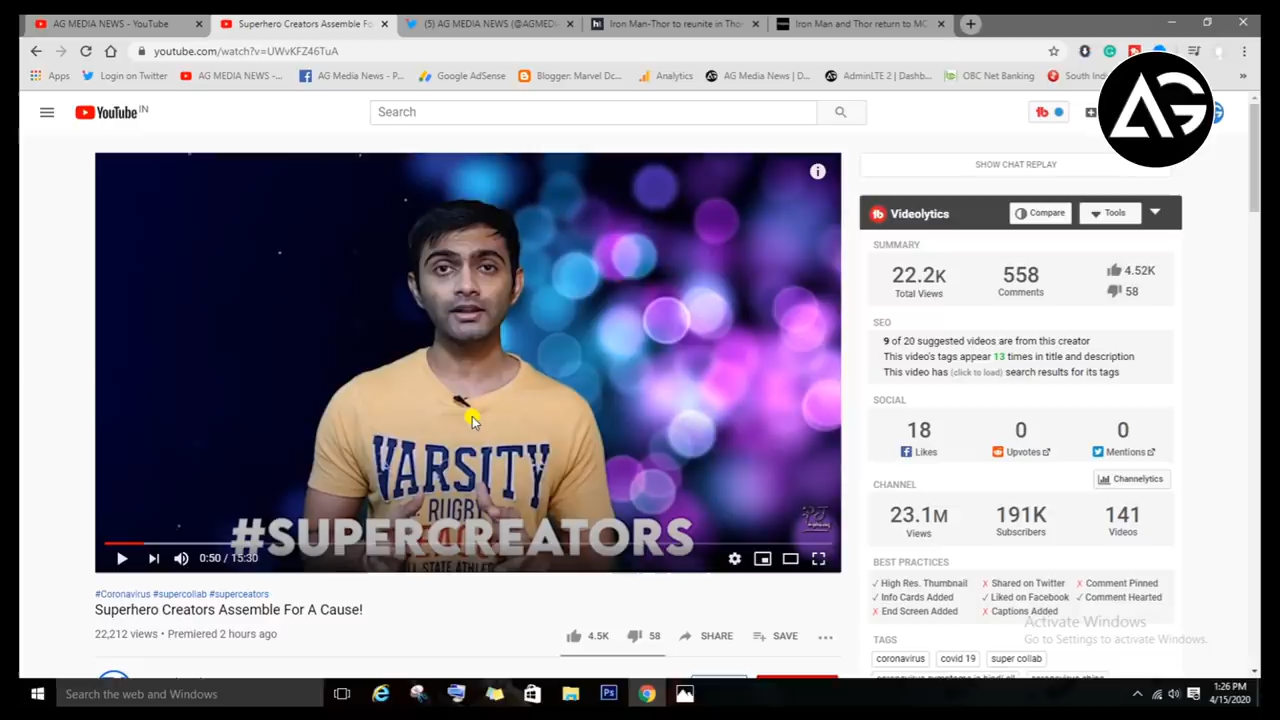 AG MEDIA NEWS - YouTube
Superhero Creators Assemble Fo
(5) AG MEDIA NEWS (@AGMED
Iron Man-Thor to reunite in Thor
Iron Man and Thor return to MC
youtube.com/watch?v=UWvKFZ46TuA
Apps
Login on Twitter
AG MEDIA NEWS -...
AG Media News - P...
Google AdSense
Blogger: Marvel Dc...
Analytics
AG Media News | D...
AdminLTE 2 | Dashb...
OBC Net Banking
South Indi
AG
YouTube IN
Search
SHOW CHAT REPLAY
Videolytics
Compare
Tools
SUMMARY
22.2K
Total Views
558
Comments
4.52K
58
SEO
9 of 20 suggested videos are from this creator
This video's tags appear 13 times in title and description
This video has (click to load) search results for its tags
SOCIAL
18
Likes
0
Upvotes
0
Mentions
CHANNEL
Channelytics
23.1M
Views
191K
Subscribers
141
Videos
BEST PRACTICES
✓ High Res. Thumbnail
✗ Shared on Twitter
✗ Comment Pinned
✓ Info Cards Added
✓ Liked on Facebook
✓ Comment Hearted
✗ End Screen Added
✗ Captions Added
TAGS
coronavirus
covid 19
super collab
VARSITY
RUGBY
#SUPERCREATORS
0:50 / 15:30
#Coronavirus #supercollab #superceators
Superhero Creators Assemble For A Cause!
22,212 views • Premiered 2 hours ago
4.5K
58
SHARE
SAVE
Activate Windows
Go to Settings to activate Windows.
Search the web and Windows
1:26 PM
4/15/2020